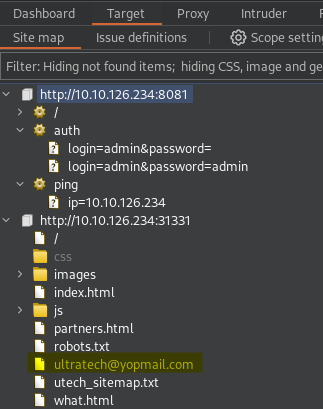 Dashboard Target Proxy Intruder
Site map Issue definitions Scope settin
Filter: Hiding not found items; hiding CSS, image and ge
http://10.10.126.234:8081
/
auth
login=admin&password=
login=admin&password=admin
ping
ip=10.10.126.234
http://10.10.126.234:31331
/
css
images
index.html
js
partners.html
robots.txt
ultratech@yopmail.com
utech_sitemap.txt
what.html